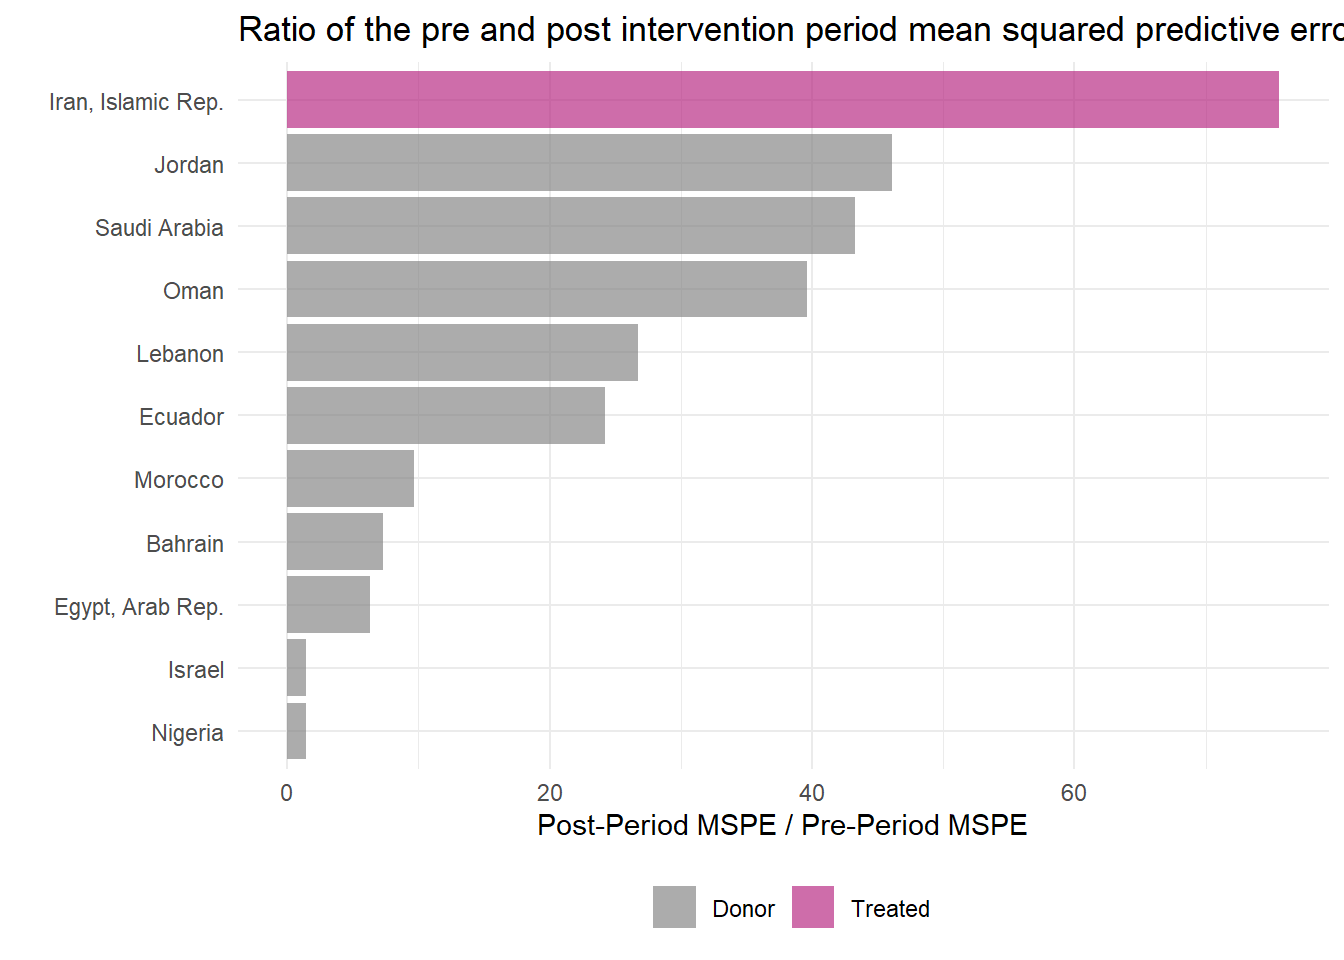 Ratio of the pre and post intervention period mean squared predictive erro
Iran, Islamic Rep.
Jordan
Saudi Arabia
Oman
Lebanon
Ecuador
Morocco
Bahrain
Egypt, Arab Rep.
Israel
Nigeria
0 20 40 60
Post-Period MSPE / Pre-Period MSPE
Donor Treated